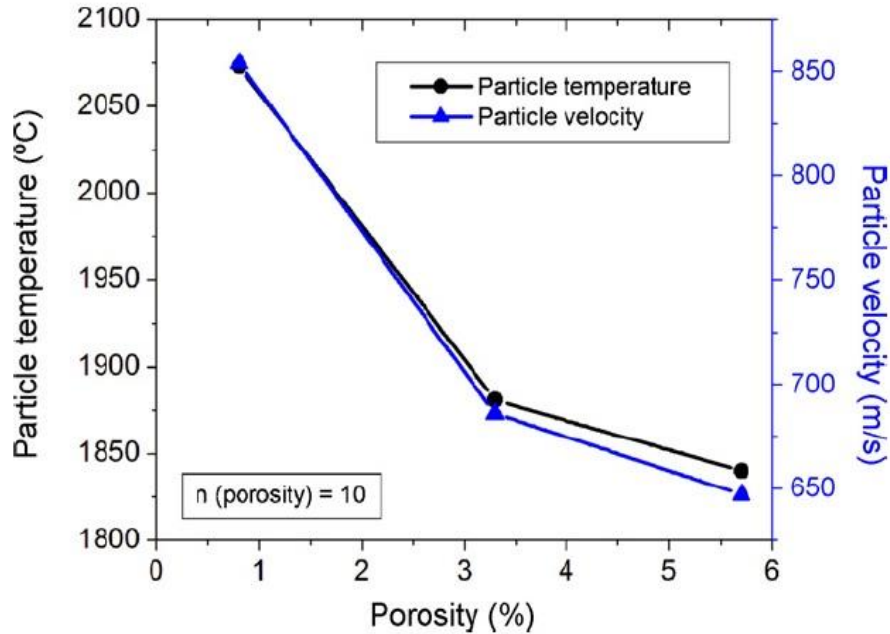 2100
2050
2000
1950
1900
1850
1800
Particle temperature (ºC)
Particle temperature
Particle velocity
n (porosity) = 10
850
800
750
700
650
Particle velocity (m/s)
0 1 2 3 4 5 6
Porosity (%)